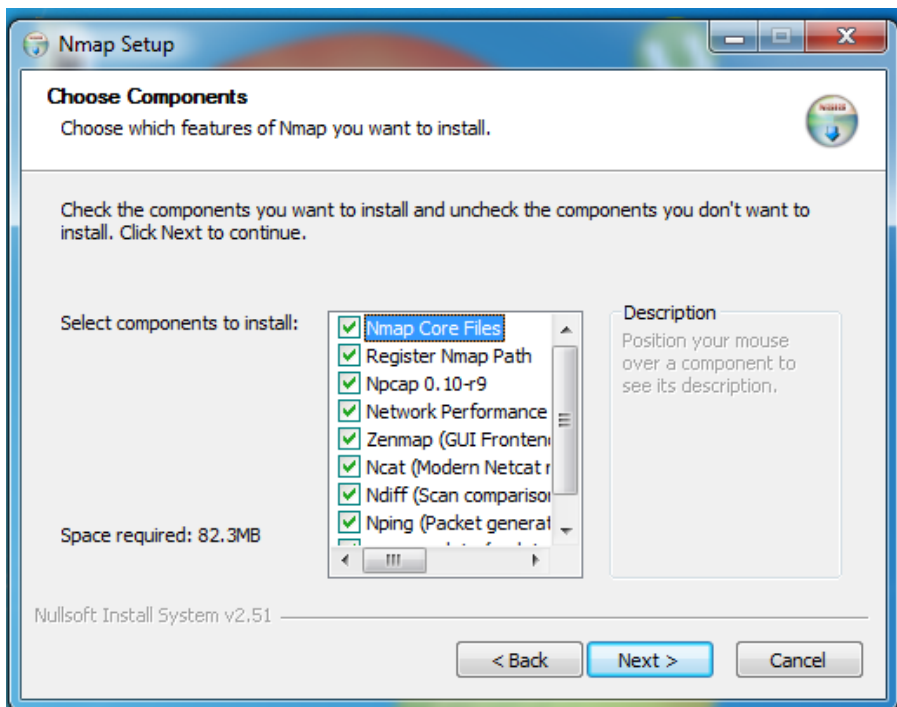 Nmap Setup
Choose Components
Choose which features of Nmap you want to install.
Check the components you want to install and uncheck the components you don't want to
install. Click Next to continue.
Select components to install:
Nmap Core Files
Register Nmap Path
Npcap 0.10-r9
Network Performance
Zenmap (GUI Fronten
Ncat (Modern Netcat r
Ndiff (Scan comparison
Nping (Packet generat
Description
Position your mouse
over a component to
see its description.
Space required: 82.3MB
Nullsoft Install System v2.51
< Back
Next >
Cancel